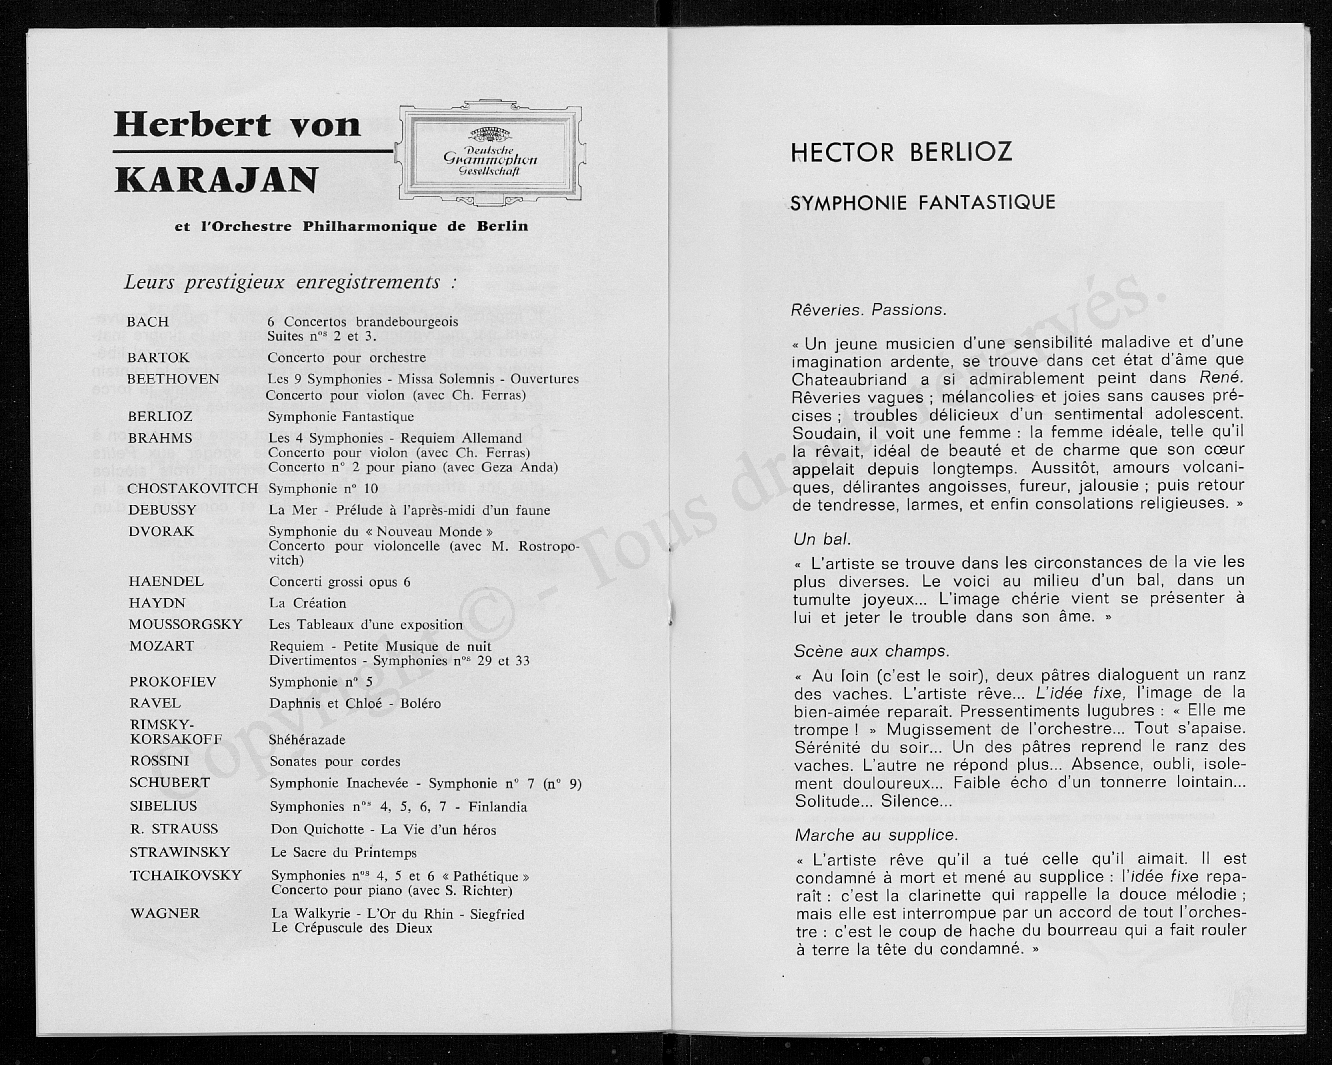 Herbert von
KARAJAN
Deutsche
Grammophon
Gesellschaft
et l'Orchestre Philharmonique de Berlin
Leurs prestigieux enregistrements :
BACH 6 Concertos brandebourgeois
Suites nos 2 et 3.
BARTOK Concerto pour orchestre
BEETHOVEN Les 9 Symphonies - Missa Solemnis - Ouvertures
Concerto pour violon (avec Ch. Ferras)
BERLIOZ Symphonie Fantastique
BRAHMS Les 4 Symphonies - Requiem Allemand
Concerto pour violon (avec Ch. Ferras)
Concerto n° 2 pour piano (avec Geza Anda)
CHOSTAKOVITCH Symphonie n° 10
DEBUSSY La Mer - Prélude à l'après-midi d'un faune
DVORAK Symphonie du « Nouveau Monde »
Concerto pour violoncelle (avec M. Rostropo-
vitch)
HAENDEL Concerti grossi opus 6
HAYDN La Création
MOUSSORGSKY Les Tableaux d'une exposition
MOZART Requiem - Petite Musique de nuit
Divertimentos - Symphonies nos 29 et 33
PROKOFIEV Symphonie n° 5
RAVEL Daphnis et Chloé - Boléro
RIMSKY-
KORSAKOFF Shéhérazade
ROSSINI Sonates pour cordes
SCHUBERT Symphonie Inachevée - Symphonie n° 7 (n° 9)
SIBELIUS Symphonies nos 4, 5, 6, 7 - Finlandia
R. STRAUSS Don Quichotte - La Vie d'un héros
STRAWINSKY Le Sacre du Printemps
TCHAIKOVSKY Symphonies nos 4, 5 et 6 « Pathétique »
Concerto pour piano (avec S. Richter)
WAGNER La Walkyrie - L'Or du Rhin - Siegfried
Le Crépuscule des Dieux
HECTOR BERLIOZ
SYMPHONIE FANTASTIQUE
Rêveries. Passions.
« Un jeune musicien d'une sensibilité maladive et d'une
imagination ardente, se trouve dans cet état d'âme que
Chateaubriand a si admirablement peint dans René.
Rêveries vagues ; mélancolies et joies sans causes pré-
cises ; troubles délicieux d'un sentimental adolescent.
Soudain, il voit une femme : la femme idéale, telle qu'il
la rêvait, idéal de beauté et de charme que son cœur
appelait depuis longtemps. Aussitôt, amours volcani-
ques, délirantes angoisses, fureur, jalousie ; puis retour
de tendresse, larmes, et enfin consolations religieuses. »
Un bal.
« L'artiste se trouve dans les circonstances de la vie les
plus diverses. Le voici au milieu d'un bal, dans un
tumulte joyeux... L'image chérie vient se présenter à
lui et jeter le trouble dans son âme. »
Scène aux champs.
« Au loin (c'est le soir), deux pâtres dialoguent un ranz
des vaches. L'artiste rêve... L'idée fixe, l'image de la
bien-aimée reparaît. Pressentiments lugubres : « Elle me
trompe ! » Mugissement de l'orchestre... Tout s'apaise.
Sérénité du soir... Un des pâtres reprend le ranz des
vaches. L'autre ne répond plus... Absence, oubli, isole-
ment douloureux... Faible écho d'un tonnerre lointain...
Solitude... Silence...
Marche au supplice.
« L'artiste rêve qu'il a tué celle qu'il aimait. Il est
condamné à mort et mené au supplice : l'idée fixe repa-
raît : c'est la clarinette qui rappelle la douce mélodie ;
mais elle est interrompue par un accord de tout l'orches-
tre : c'est le coup de hache du bourreau qui a fait rouler
à terre la tête du condamné. »
Copyright © - Tous droits réservés.